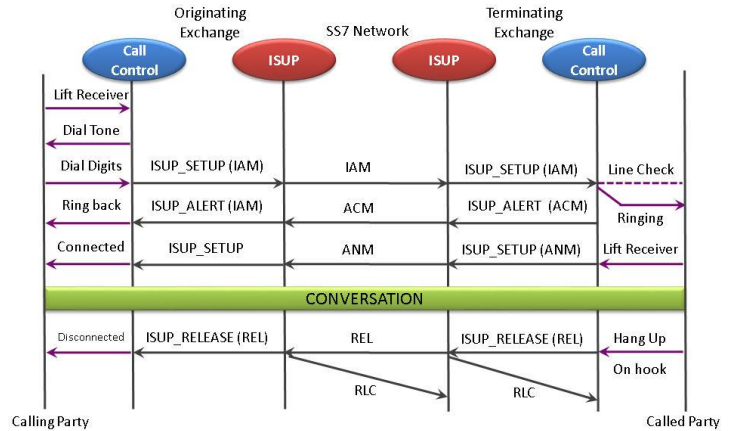 Originating
Exchange
SS7 Network
Terminating
Exchange
Call
Control
ISUP
ISUP
Call
Control
Lift Receiver
Dial Tone
Dial Digits
ISUP_SETUP (IAM)
IAM
ISUP_SETUP (IAM)
Line Check
Ring back
ISUP_ALERT (IAM)
ACM
ISUP_ALERT (ACM)
Ringing
Connected
ISUP_SETUP
ANM
ISUP_SETUP (ANM)
Lift Receiver
CONVERSATION
Disconnected
ISUP_RELEASE (REL)
REL
ISUP_RELEASE (REL)
Hang Up
On hook
RLC
RLC
Calling Party
Called Party